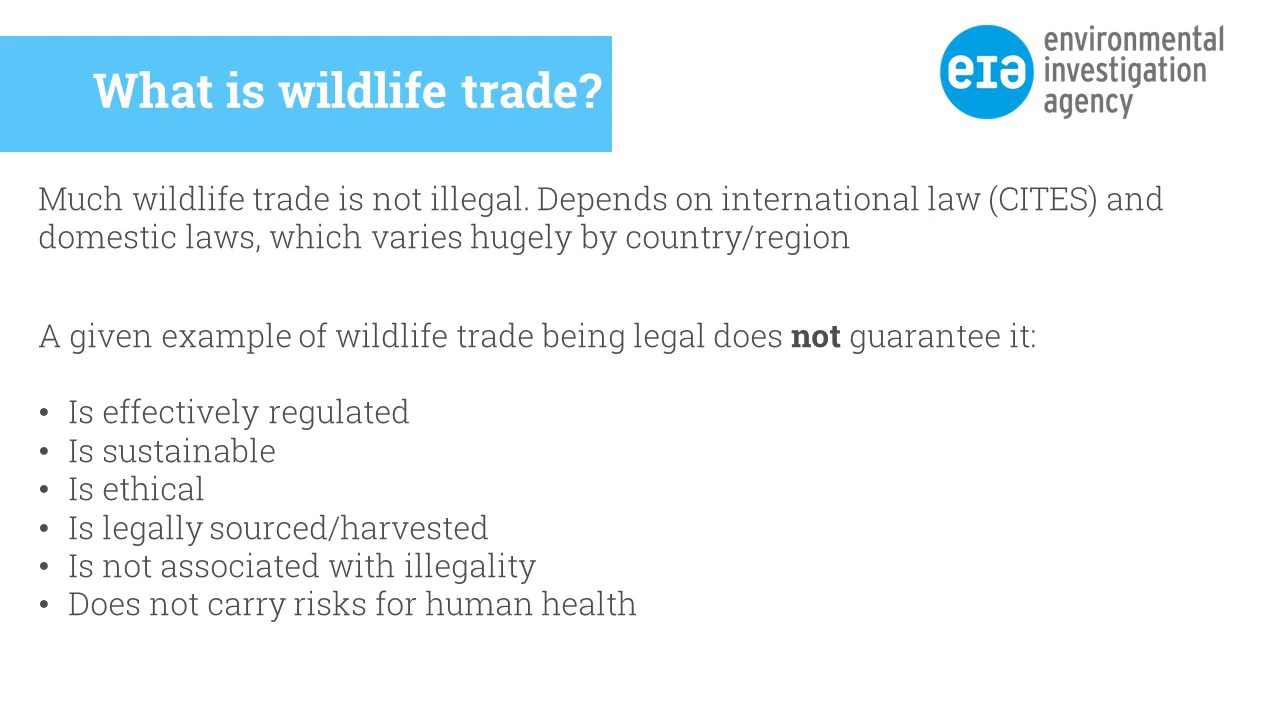 What is wildlife trade?
eia
environmental
investigation
agency
Much wildlife trade is not illegal. Depends on international law (CITES) and
domestic laws, which varies hugely by country/region
A given example of wildlife trade being legal does not guarantee it:
• Is effectively regulated
• Is sustainable
• Is ethical
• Is legally sourced/harvested
• Is not associated with illegality
• Does not carry risks for human health